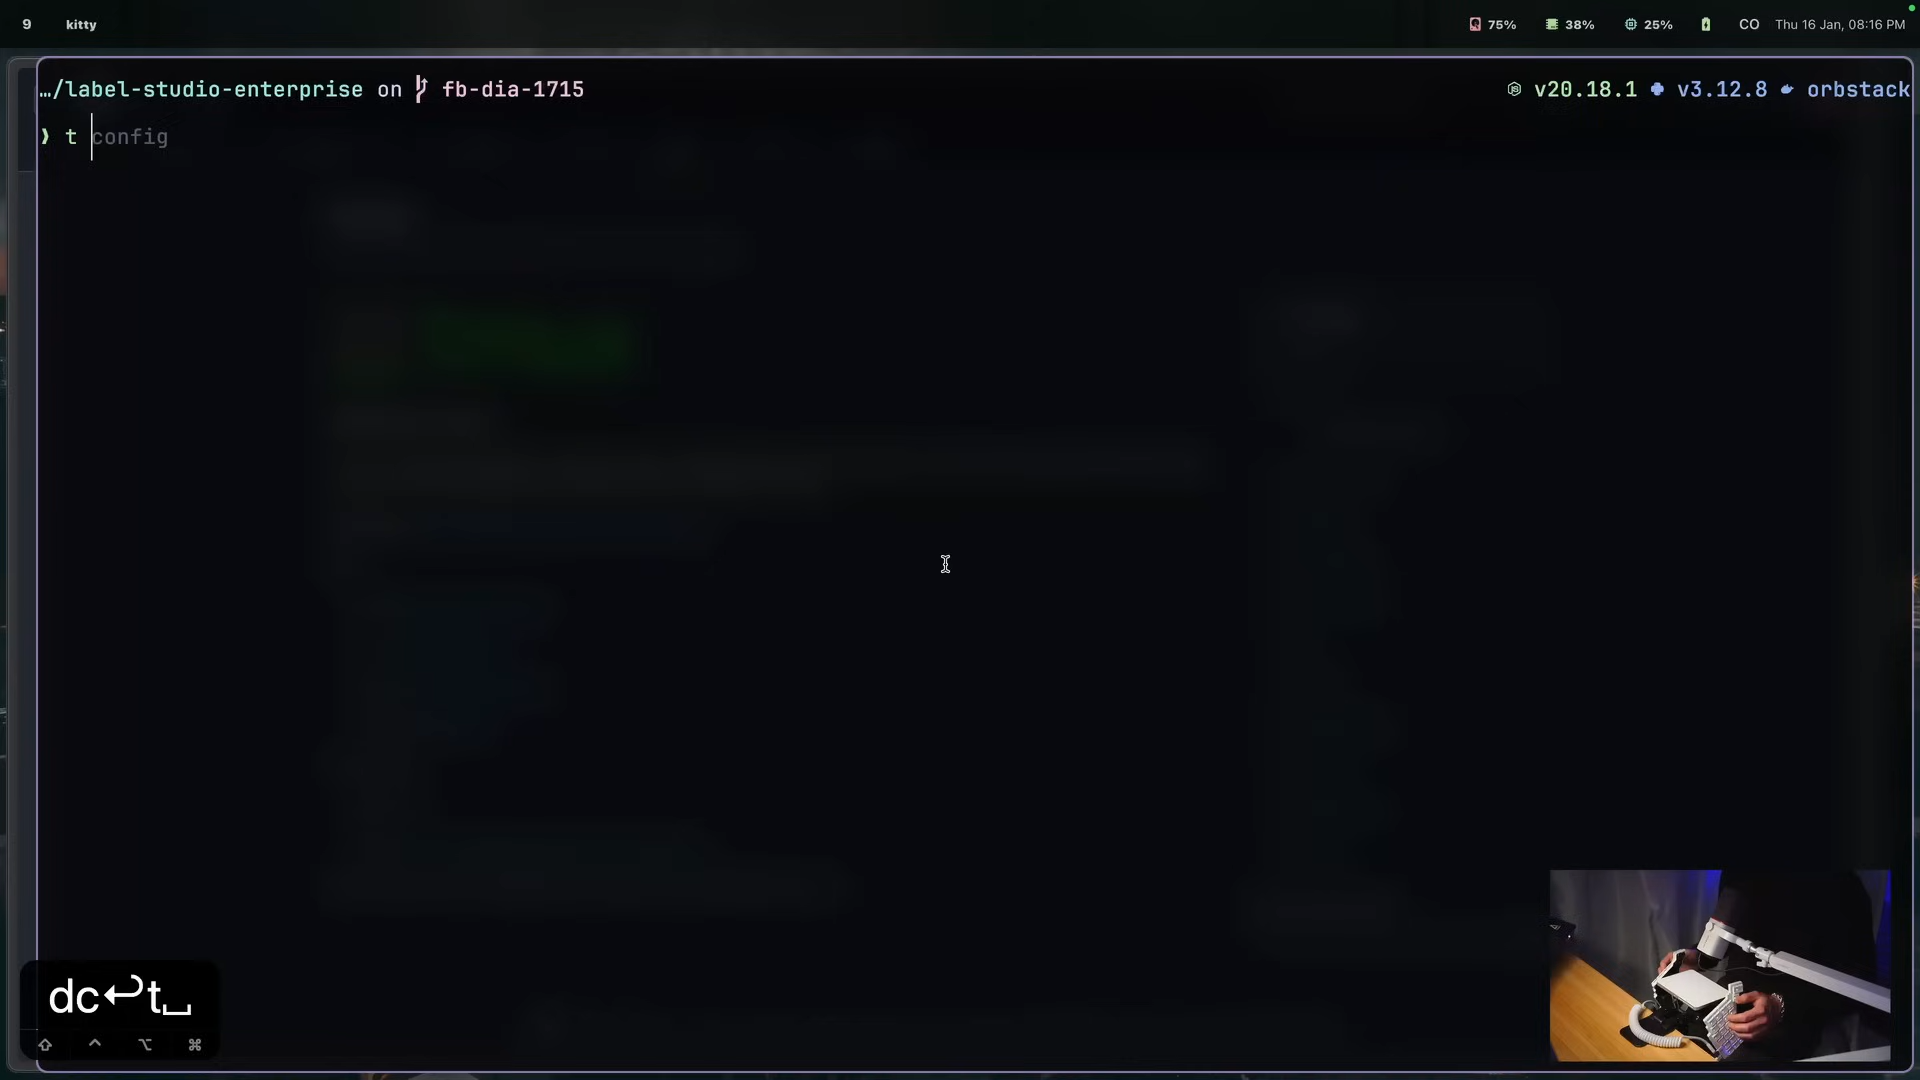 9 kitty 75% 38% 25% CO Thu 16 Jan, 08:16 PM
…/label-studio-enterprise on fb-dia-1715 v20.18.1 v3.12.8 orbstack
❯ t config
dc↩t␣
⇧ ^ ⌥ ⌘